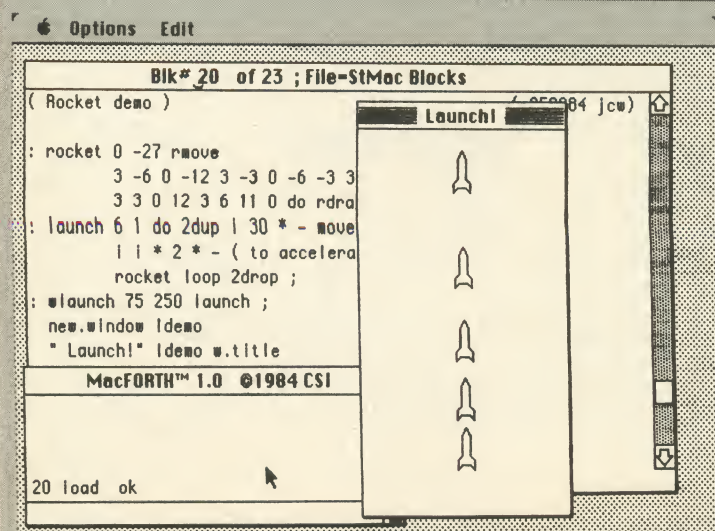 Options Edit
Blk# 20 of 23 ; File=StMac Blocks
( Rocket demo ) 84 jcw)
: rocket 0 -27 rmove
3 -6 0 -12 3 -3 0 -6 -3 3
3 3 0 12 3 6 11 0 do rdra
: launch 6 1 do 2dup i 30 * - move
i i * 2 * - ( to accelera
rocket loop 2drop ;
: wlaunch 75 250 launch ;
new.window ldemo
" Launch!" ldemo w.title
Launch!
MacFORTH™ 1.0 ©1984 CSI
20 load ok